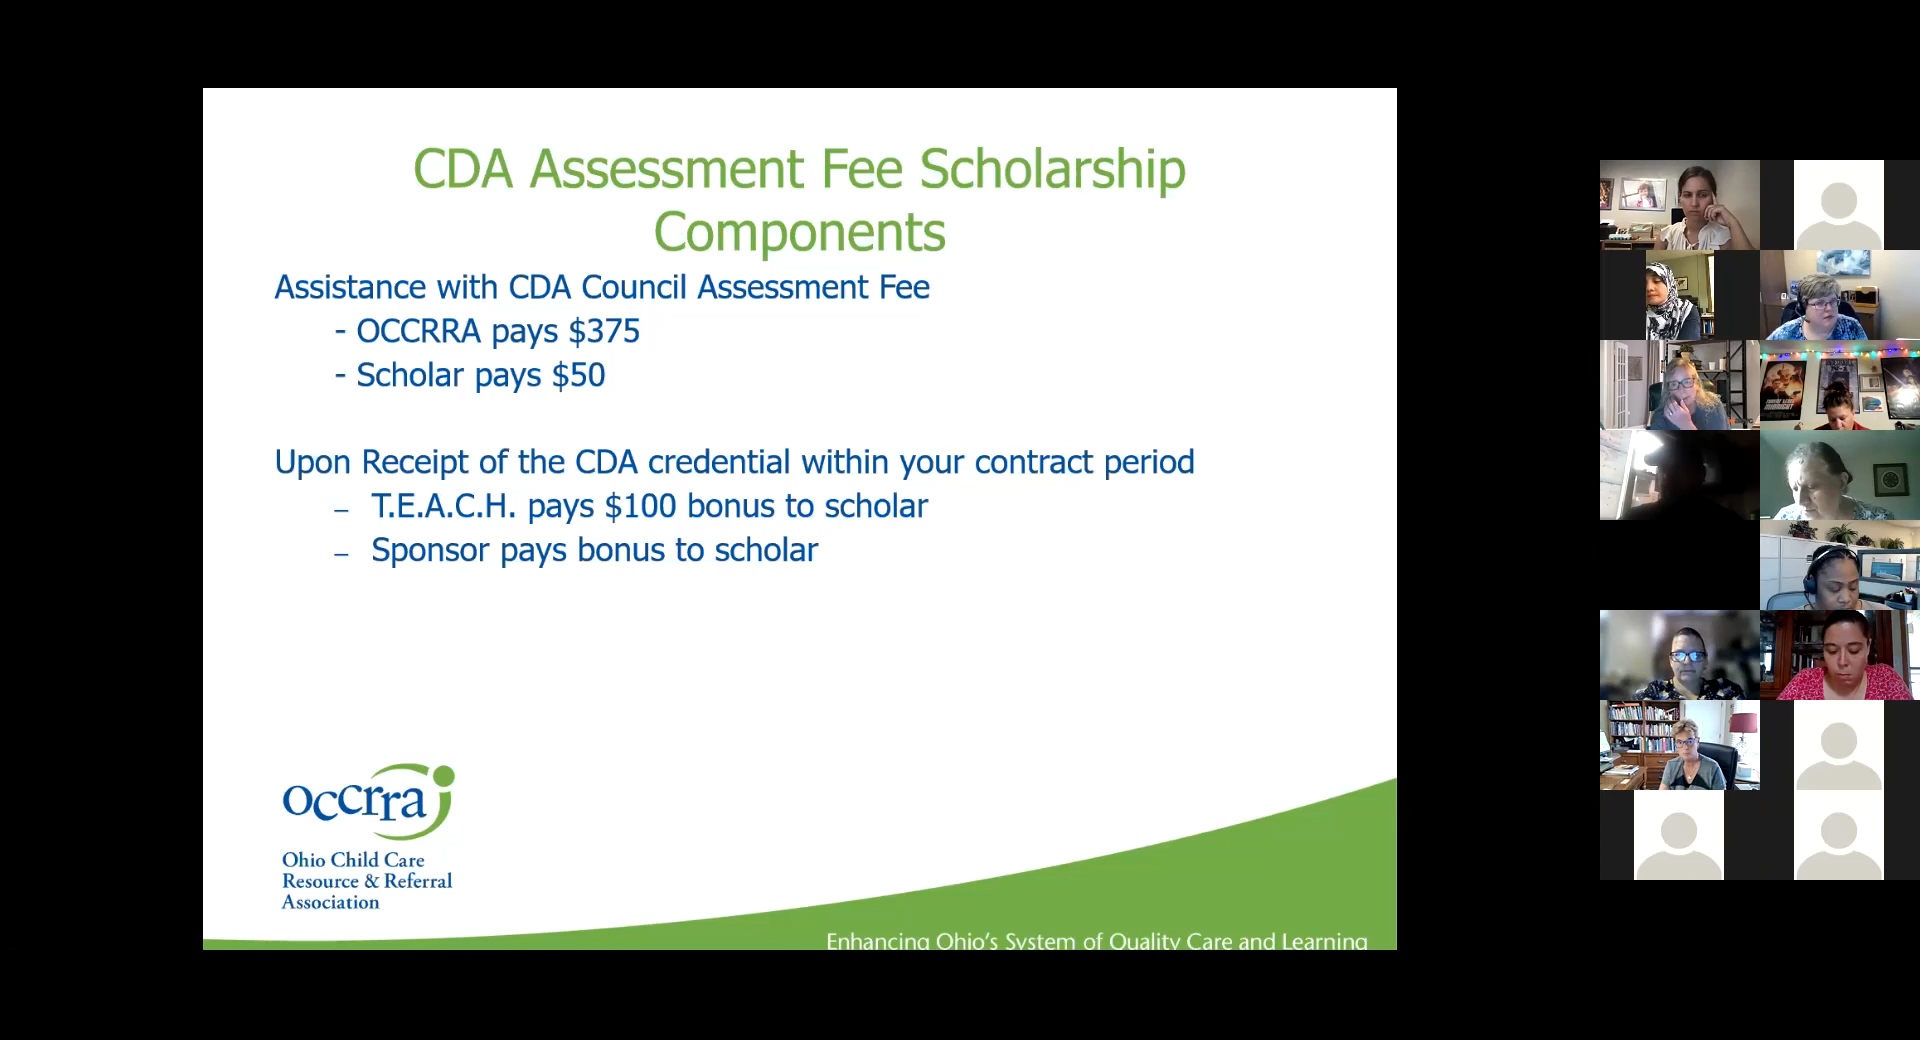 CDA Assessment Fee Scholarship
Components
Assistance with CDA Council Assessment Fee
- OCCRRA pays $375
- Scholar pays $50
Upon Receipt of the CDA credential within your contract period
– T.E.A.C.H. pays $100 bonus to scholar
– Sponsor pays bonus to scholar
occrra
Ohio Child Care
Resource & Referral
Association
Enhancing Ohio's System of Quality Care and Learning